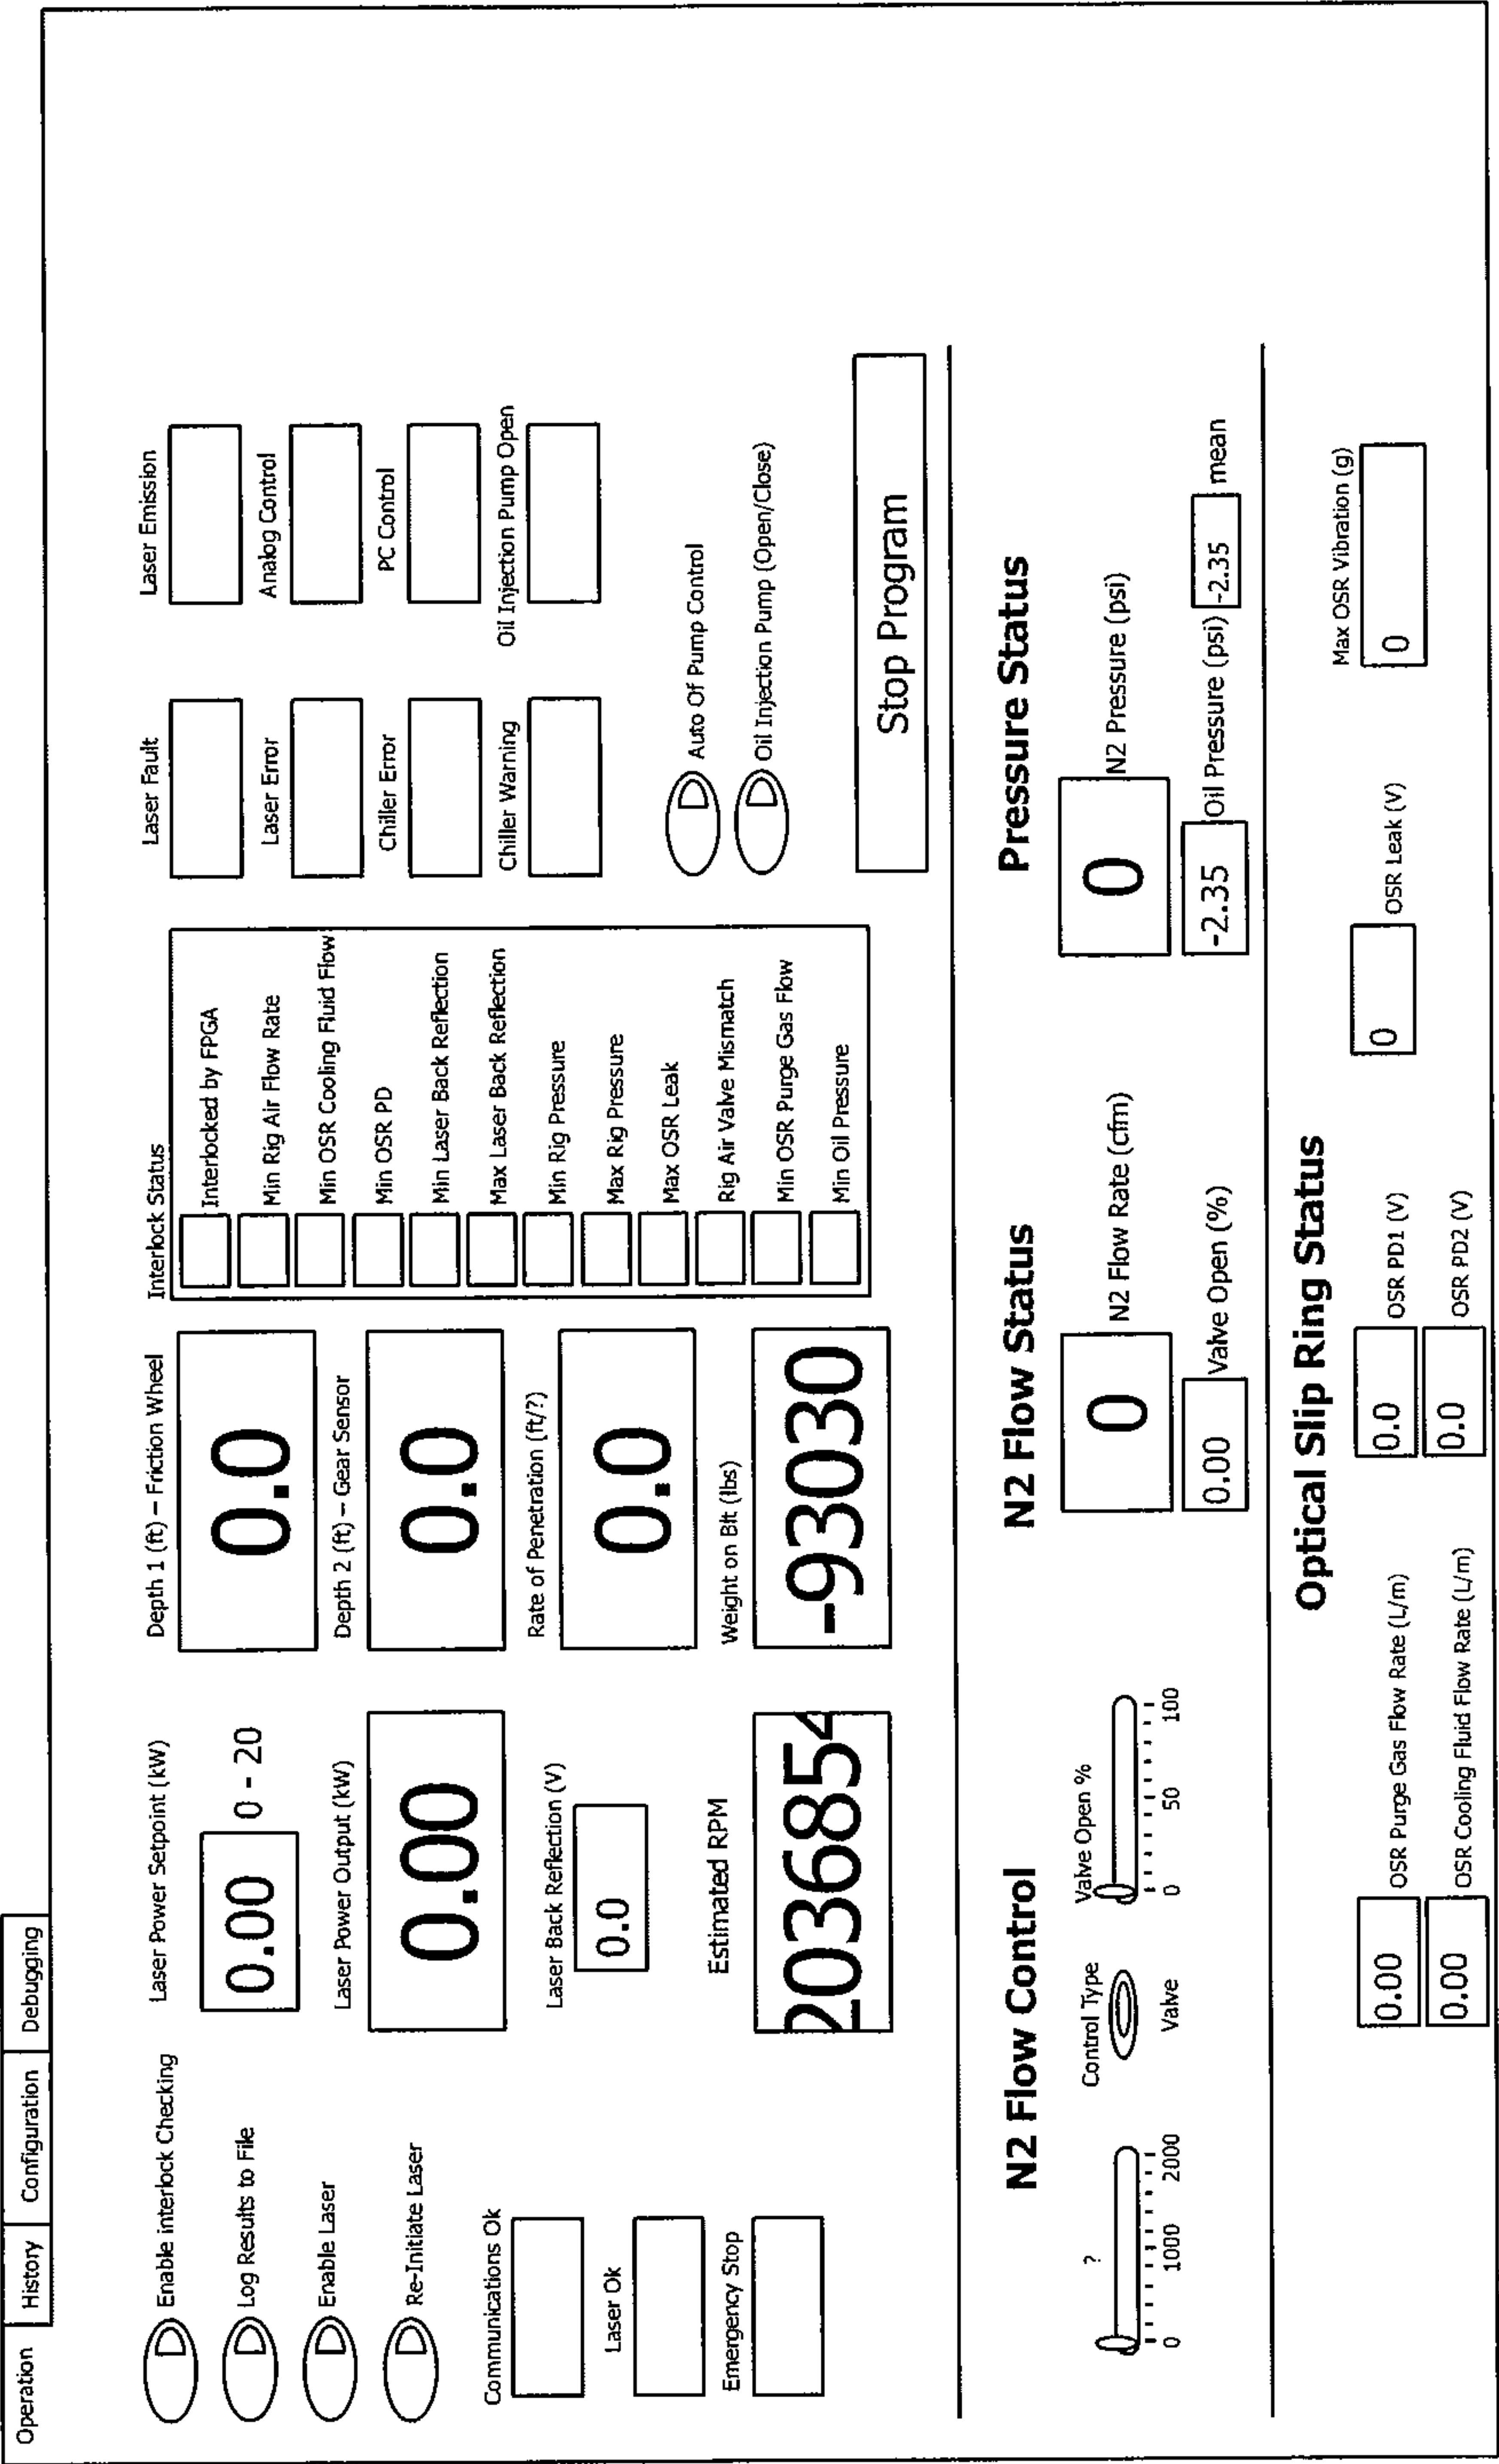 Operation
History
Configuration
Debugging
Enable interlock Checking
Log Results to File
Enable Laser
Re-Initiate Laser
Communications Ok
Laser Ok
Emergency Stop
Laser Power Setpoint (kW)
0.00 0 - 20
Laser Power Output (kW)
0.00
Laser Back Reflection (V)
0.0
Estimated RPM
2036854
Depth 1 (ft) – Friction Wheel
0.0
Depth 2 (ft) – Gear Sensor
0.0
Rate of Penetration (ft/?)
0.0
Weight on Bit (lbs)
-93030
Interlock Status
Interlocked by FPGA
Min Rig Air Flow Rate
Min OSR Cooling Fluid Flow
Min OSR PD
Min Laser Back Reflection
Max Laser Back Reflection
Min Rig Pressure
Max Rig Pressure
Max OSR Leak
Rig Air Valve Mismatch
Min OSR Purge Gas Flow
Min Oil Pressure
Laser Fault
Laser Error
Chiller Error
Chiller Warning
Laser Emission
Analog Control
PC Control
Oil Injection Pump Open
Auto Of Pump Control
Oil Injection Pump (Open/Close)
Stop Program
N2 Flow Control
?
0 1000 2000
Control Type
Valve
Valve Open %
0 50 100
N2 Flow Status
0 N2 Flow Rate (cfm)
0.00 Valve Open (%)
Pressure Status
0 N2 Pressure (psi)
-2.35 Oil Pressure (psi) -2.35 mean
Optical Slip Ring Status
0.00 OSR Purge Gas Flow Rate (L/m)
0.00 OSR Cooling Fluid Flow Rate (L/m)
0.0 OSR PD1 (V)
0.0 OSR PD2 (V)
0 OSR Leak (V)
Max OSR Vibration (g)
0